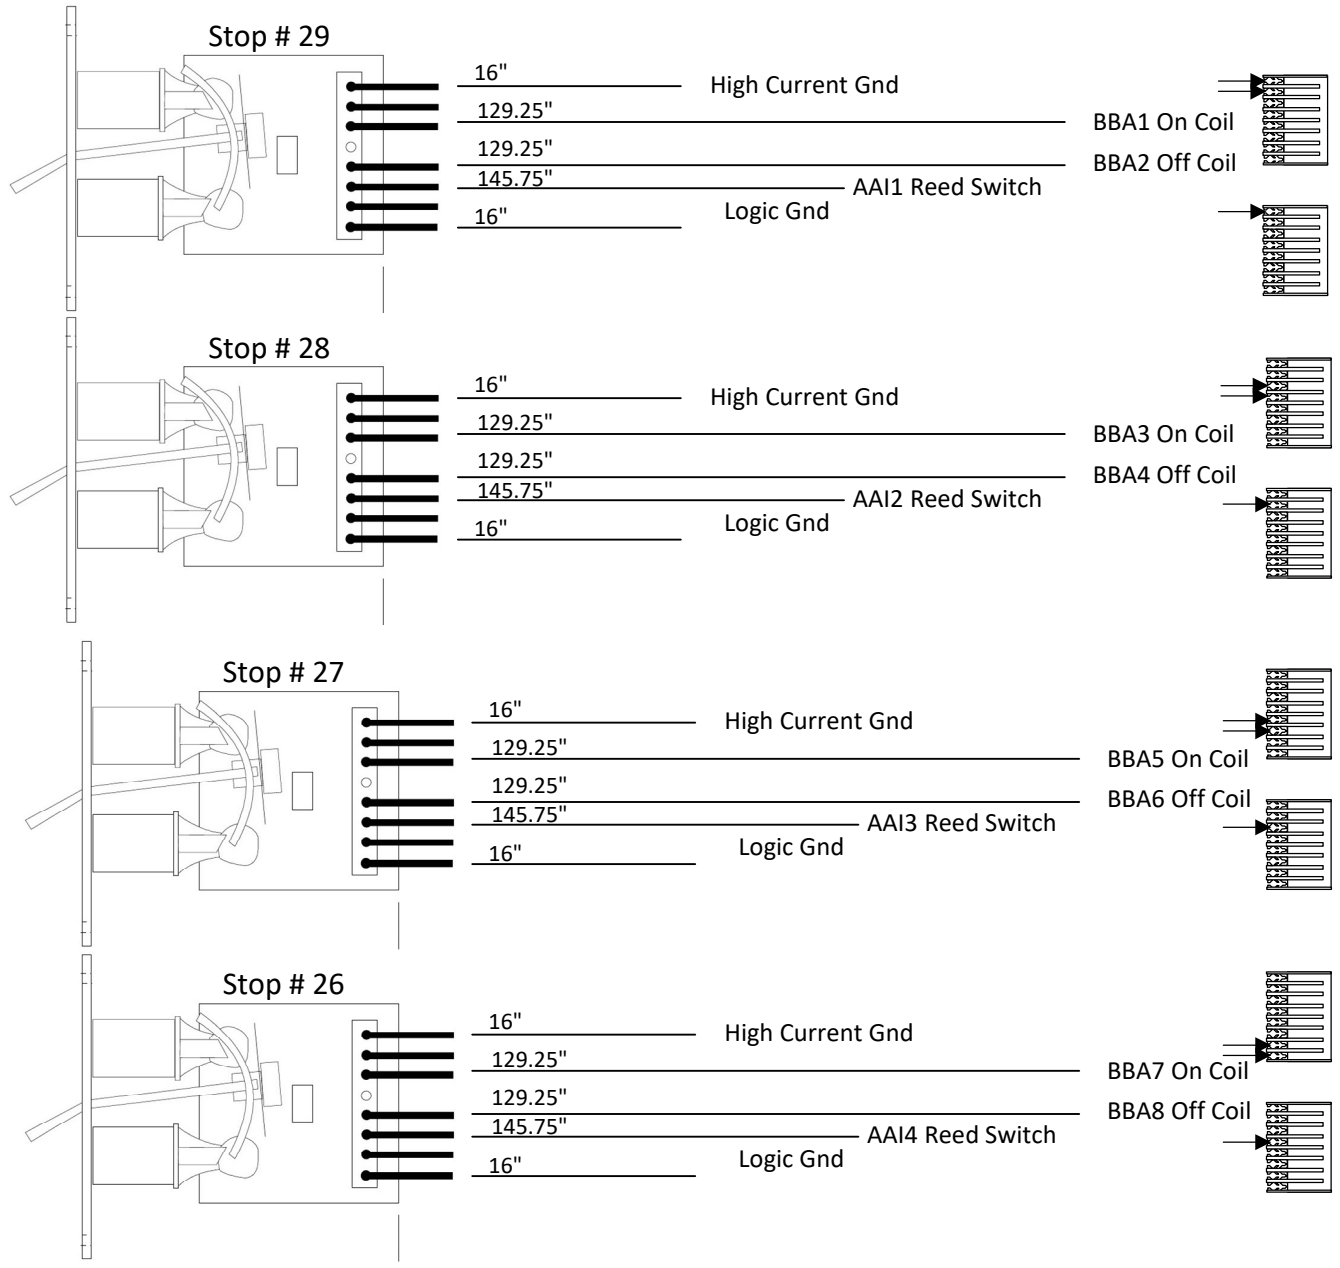 Stop # 29
16"
High Current Gnd
129.25"
BBA1 On Coil
129.25"
BBA2 Off Coil
145.75"
AAI1 Reed Switch
Logic Gnd
16"
Stop # 28
16"
High Current Gnd
129.25"
BBA3 On Coil
129.25"
BBA4 Off Coil
145.75"
AAI2 Reed Switch
Logic Gnd
16"
Stop # 27
16"
High Current Gnd
129.25"
BBA5 On Coil
129.25"
BBA6 Off Coil
145.75"
AAI3 Reed Switch
Logic Gnd
16"
Stop # 26
16"
High Current Gnd
129.25"
BBA7 On Coil
129.25"
BBA8 Off Coil
145.75"
AAI4 Reed Switch
Logic Gnd
16"